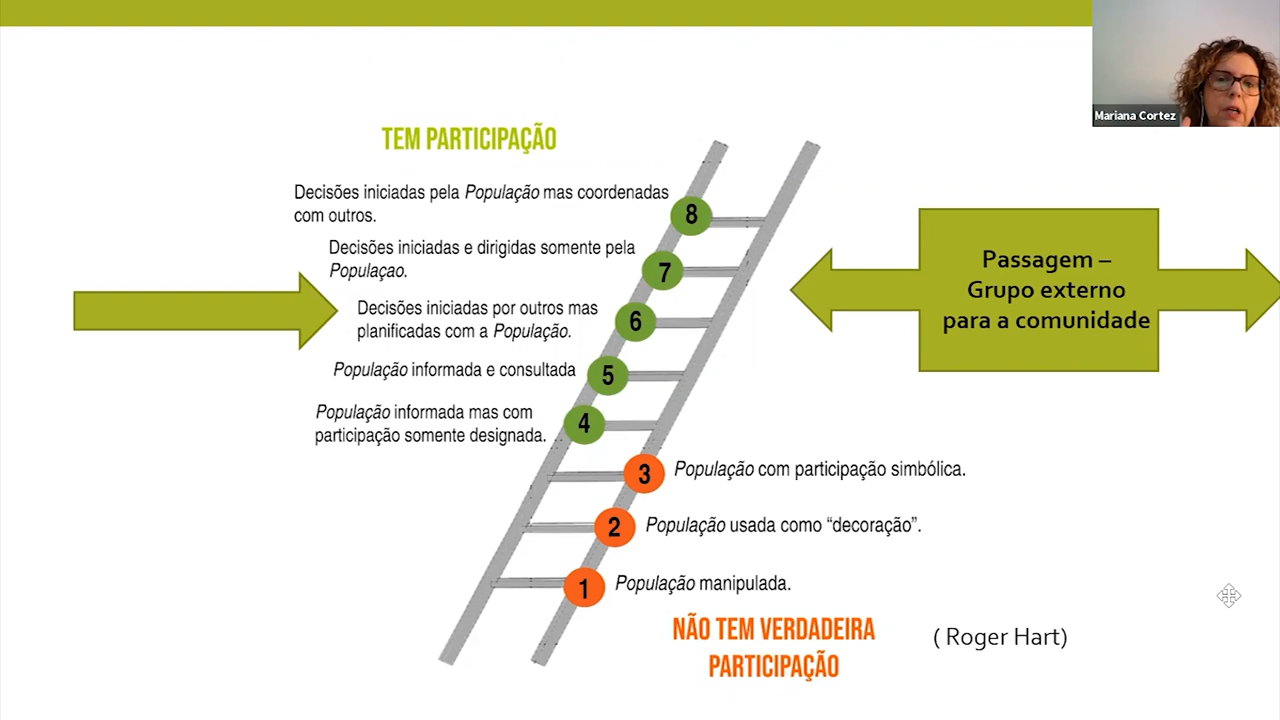 Mariana Cortez
TEM PARTICIPAÇÃO
Decisões iniciadas pela População mas coordenadas
com outros.
8
Decisões iniciadas e dirigidas somente pela
Populaçao.
7
Decisões iniciadas por outros mas
planificadas com a População.
6
População informada e consultada
5
População informada mas com
participação somente designada.
4
3
População com participação simbólica.
2
População usada como “decoração”.
1
População manipulada.
NÃO TEM VERDADEIRA
PARTICIPAÇÃO
( Roger Hart)
Passagem –
Grupo externo
para a comunidade